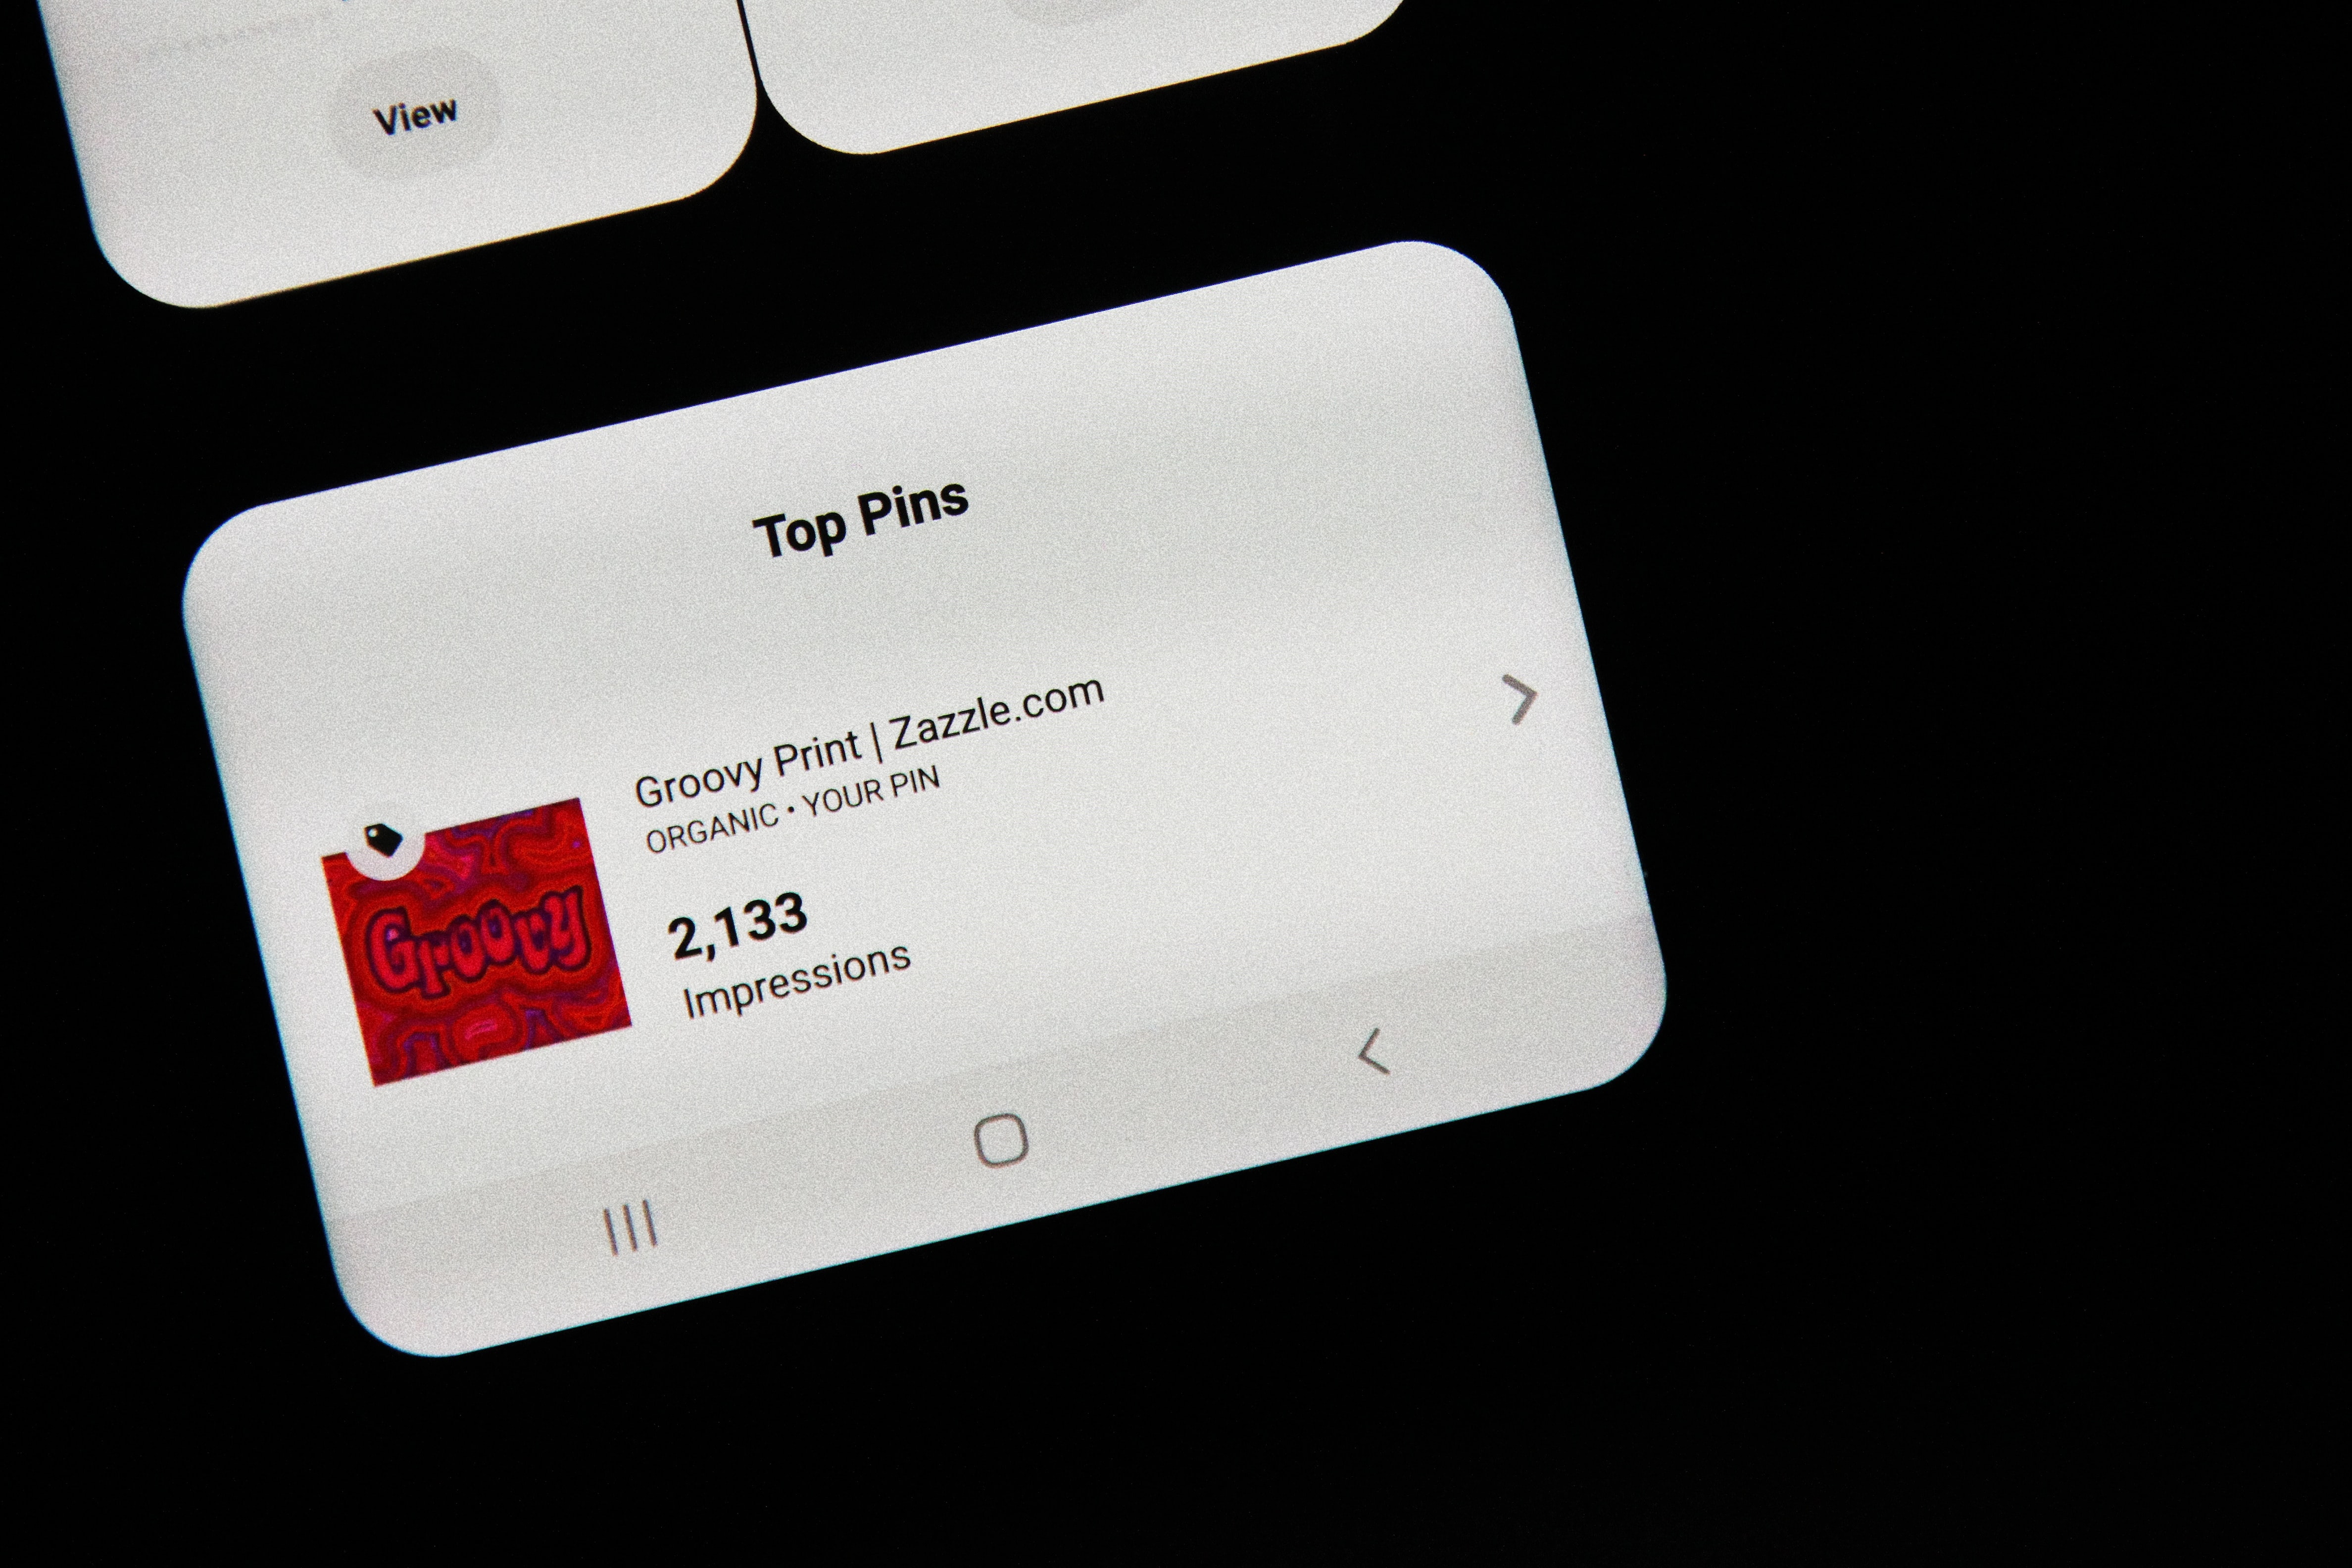 View
Top Pins
Groovy Print | Zazzle.com
ORGANIC • YOUR PIN
Groovy
2,133
Impressions